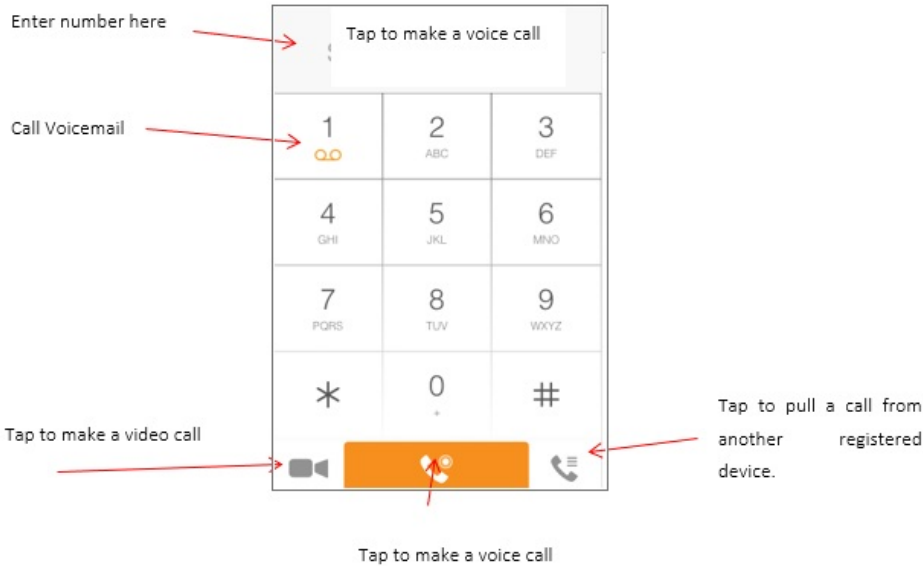 Enter number here
Tap to make a voice call
Call Voicemail
1
2
ABC
3
DEF
4
GHI
5
JKL
6
MNO
7
PQRS
8
TUV
9
WXYZ
*
0
+
#
Tap to make a video call
Tap to pull a call from
another registered
device.
Tap to make a voice call